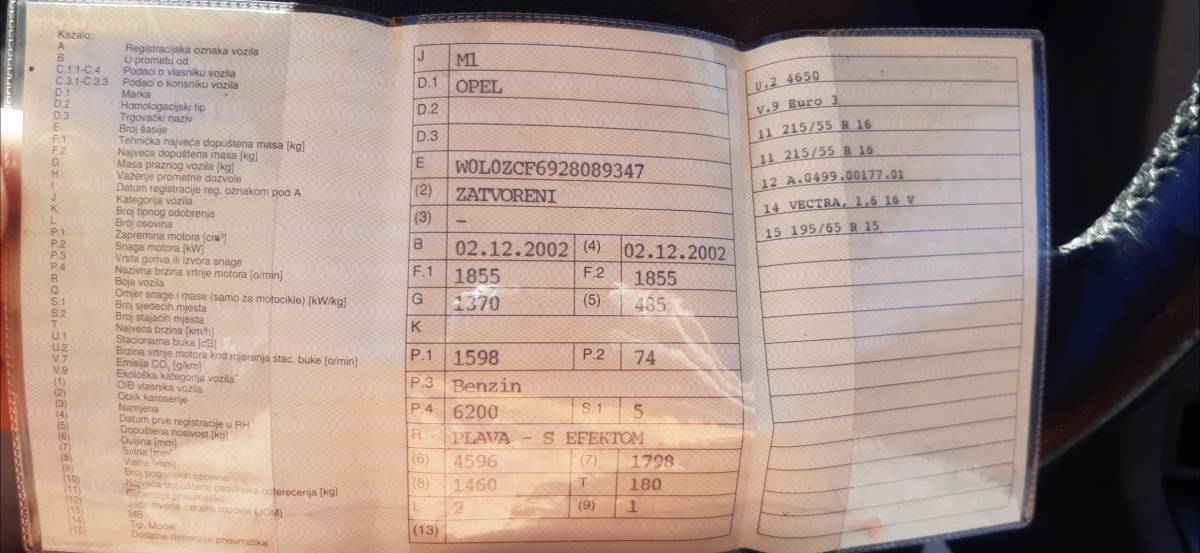 Kazalo:
A Registracijska oznaka vozila
B U prometu od
C.1.1-C.4 Podaci o vlasniku vozila
C.3.1-C.3.3 Podaci o korisniku vozila
D.1 Marka
D.2 Homologacijski tip
D.3 Trgovački naziv
E Broj šasije
F.1 Tehnička najveća dopuštena masa [kg]
F.2 Najveća dopuštena masa [kg]
G Masa praznog vozila [kg]
H Važenje prometne dozvole
I Datum registracije reg. oznakom pod A
J Kategorija vozila
K Broj tipnog odobrenja
L Broj osovina
P.1 Zapremina motora [cm³]
P.2 Snaga motora [kW]
P.3 Vrsta goriva ili izvora snage
P.4 Nazivna brzina vrtnje motora [o/min]
R Boja vozila
Q Omjer snage i mase (samo za motocikle) [kW/kg]
S.1 Broj sjedećih mjesta
S.2 Broj stajaćih mjesta
T Najveća brzina [km/h]
U.1 Stacionarna buka [dB]
U.2 Brzina vrtnje motora kod mjerenja stac. buke [o/min]
V.7 Emisija CO₂ [g/km]
V.9 Ekološka kategorija vozila
(1) OIB vlasnika vozila
(2) Oblik karoserije
(3) Namjena
(4) Datum prve registracije u RH
(5) Dopuštena nosivost [kg]
(6) Duljina [mm]
(7) Širina [mm]
(8) Visina [mm]
(9) Broj pogonskih osovina
(10) Najveća dopuštena osovinska opterećenja [kg]
(11) Dimenzije pneumatika
(12) Jedinstvena oznaka modela (JOM)
(13) MB
(14) Tip, Model
(15) Dodatne dimenzije pneumatika
J M1
D.1 OPEL
D.2
D.3
E W0L0ZCF6928089347
(2) ZATVORENI
(3) -
B 02.12.2002 (4) 02.12.2002
F.1 1855 F.2 1855
G 1370 (5) 485
K
P.1 1598 P.2 74
P.3 Benzin
P.4 6200 S.1 5
R PLAVA - S EFEKTOM
(6) 4596 (7) 1798
(8) 1460 T 180
L 2 (9) 1
(13)
U.2 4650
V.9 Euro 3
11 215/55 R 16
11 215/55 R 16
12 A.0499.00177.01
14 VECTRA, 1,6 16 V
15 195/65 R 15